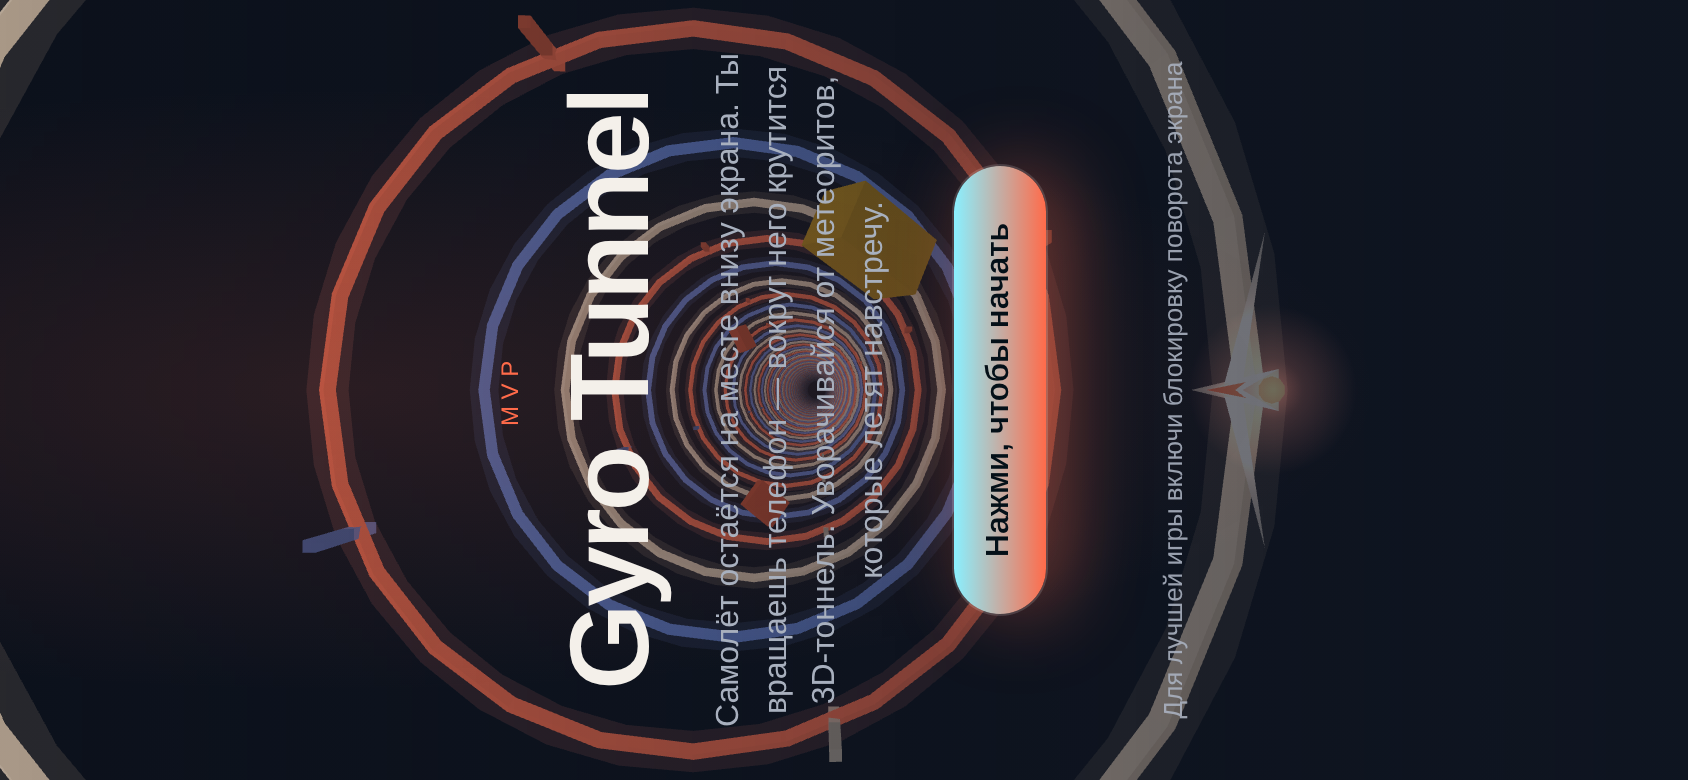 MVP
Gyro Tunnel
Самолёт остаётся на месте внизу экрана. Ты
вращаешь телефон — вокруг него крутится
3D-тоннель. Уворачивайся от метеоритов,
которые летят навстречу.
Нажми, чтобы начать
Для лучшей игры включи блокировку поворота экрана